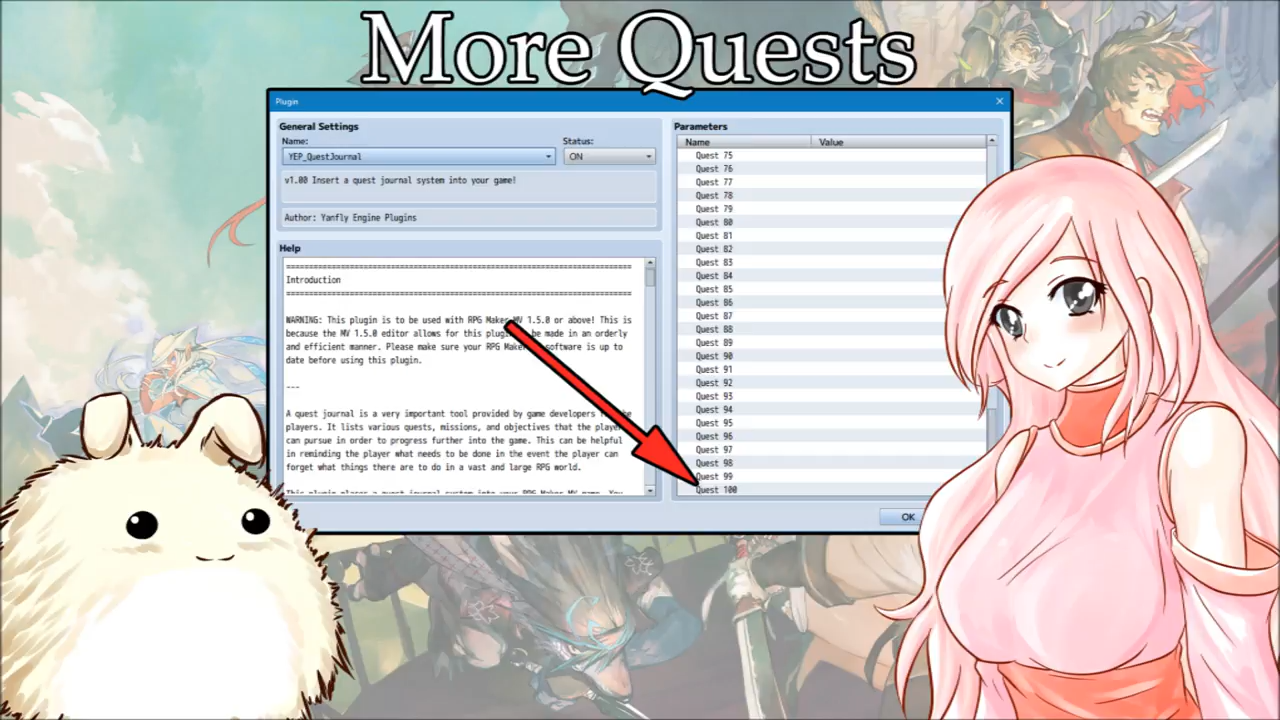 More Quests
Plugin
General Settings
Name:
Status:
YEP_QuestJournal
ON
v1.00 Insert a quest journal system into your game!
Author: Yanfly Engine Plugins
Help
==============================================================================
Introduction
==============================================================================
WARNING: This plugin is to be used with RPG Maker MV 1.5.0 or above! This is
because the MV 1.5.0 editor allows for this be made in an orderly
and efficient manner. Please make sure your RPG software is up to
date before using this plugin.
---
A quest journal is a very important tool provided by game developers
players. It lists various quests, missions, and objectives that the player
can pursue in order to progress further into the game. This can be helpful
in reminding the player what needs to be done in the event the player can
forget what things there are to do in a vast and large RPG world.
This plugin places a quest journal system into your RPG Maker MV game. You
Parameters
Name Value
Quest 75
Quest 76
Quest 77
Quest 78
Quest 79
Quest 80
Quest 81
Quest 82
Quest 83
Quest 84
Quest 85
Quest 86
Quest 87
Quest 88
Quest 89
Quest 90
Quest 91
Quest 92
Quest 93
Quest 94
Quest 95
Quest 96
Quest 97
Quest 98
Quest 99
Quest 100
OK